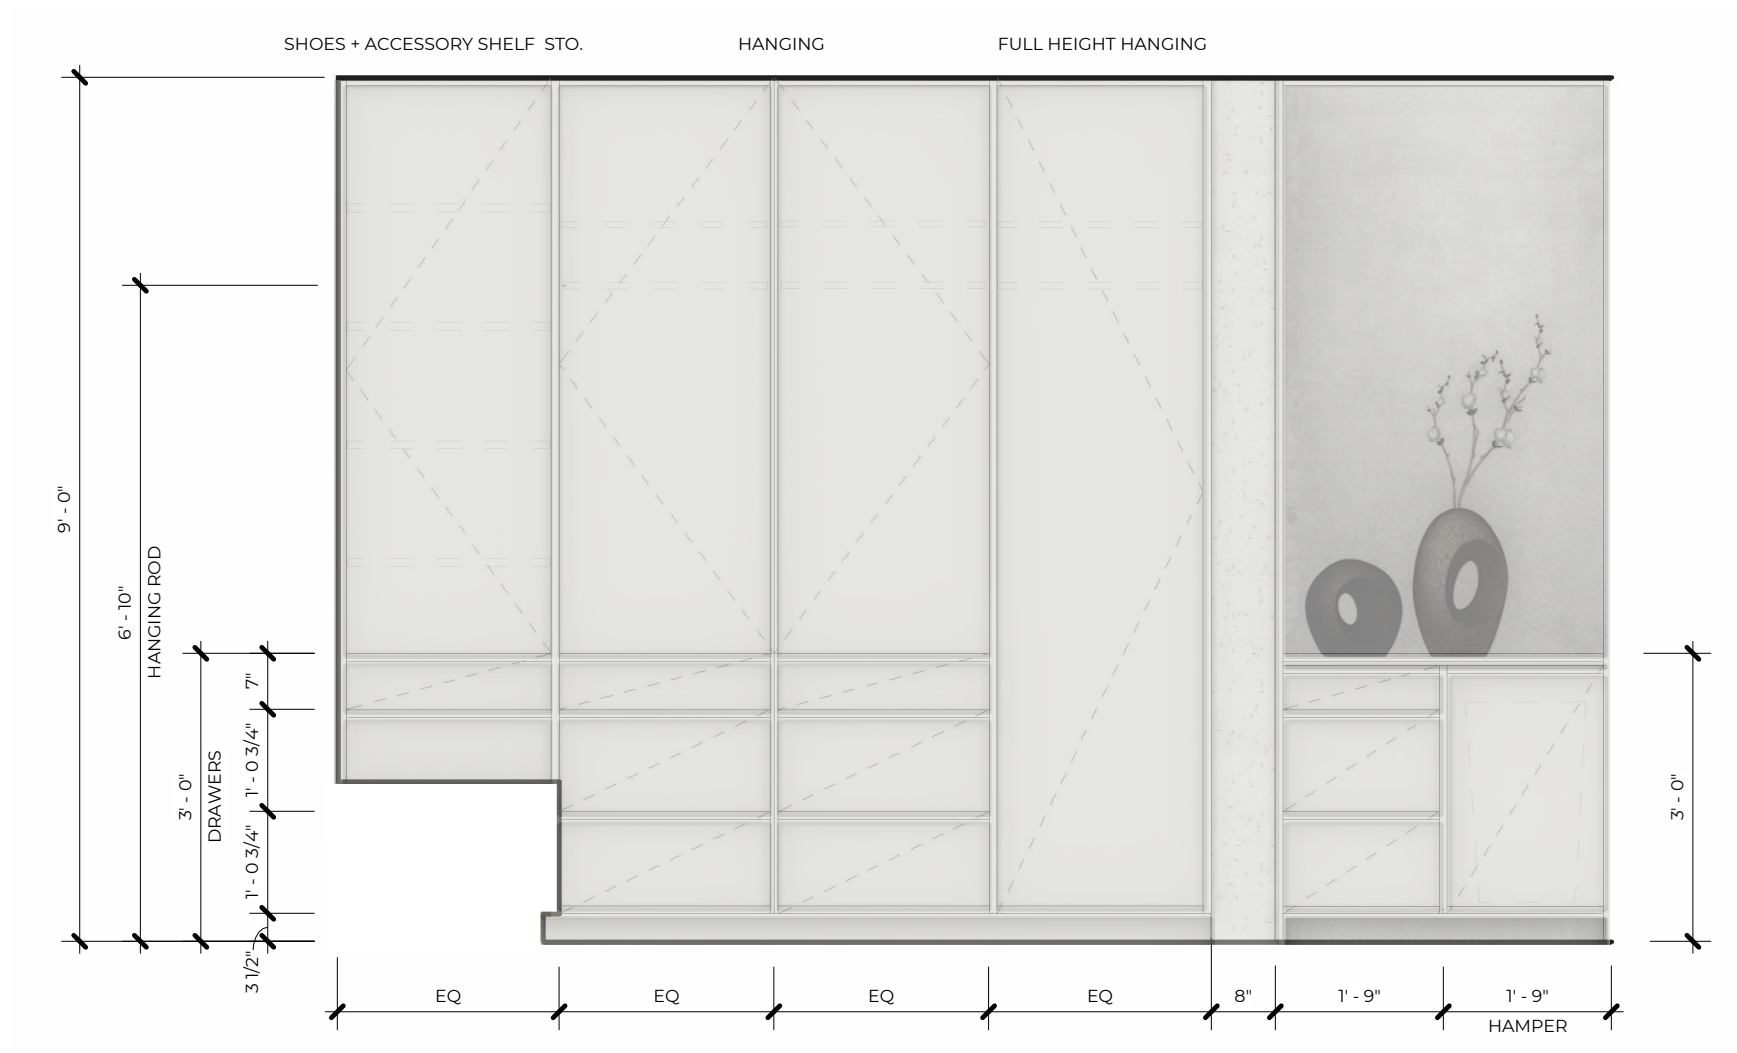 SHOES + ACCESSORY SHELF STO.
HANGING
FULL HEIGHT HANGING
9' - 0"
6' - 10"
HANGING ROD
3' - 0"
DRAWERS
7"
1' - 0 3/4"
1' - 0 3/4"
3 1/2"
3' - 0"
EQ
EQ
EQ
EQ
8"
1' - 9"
1' - 9"
HAMPER